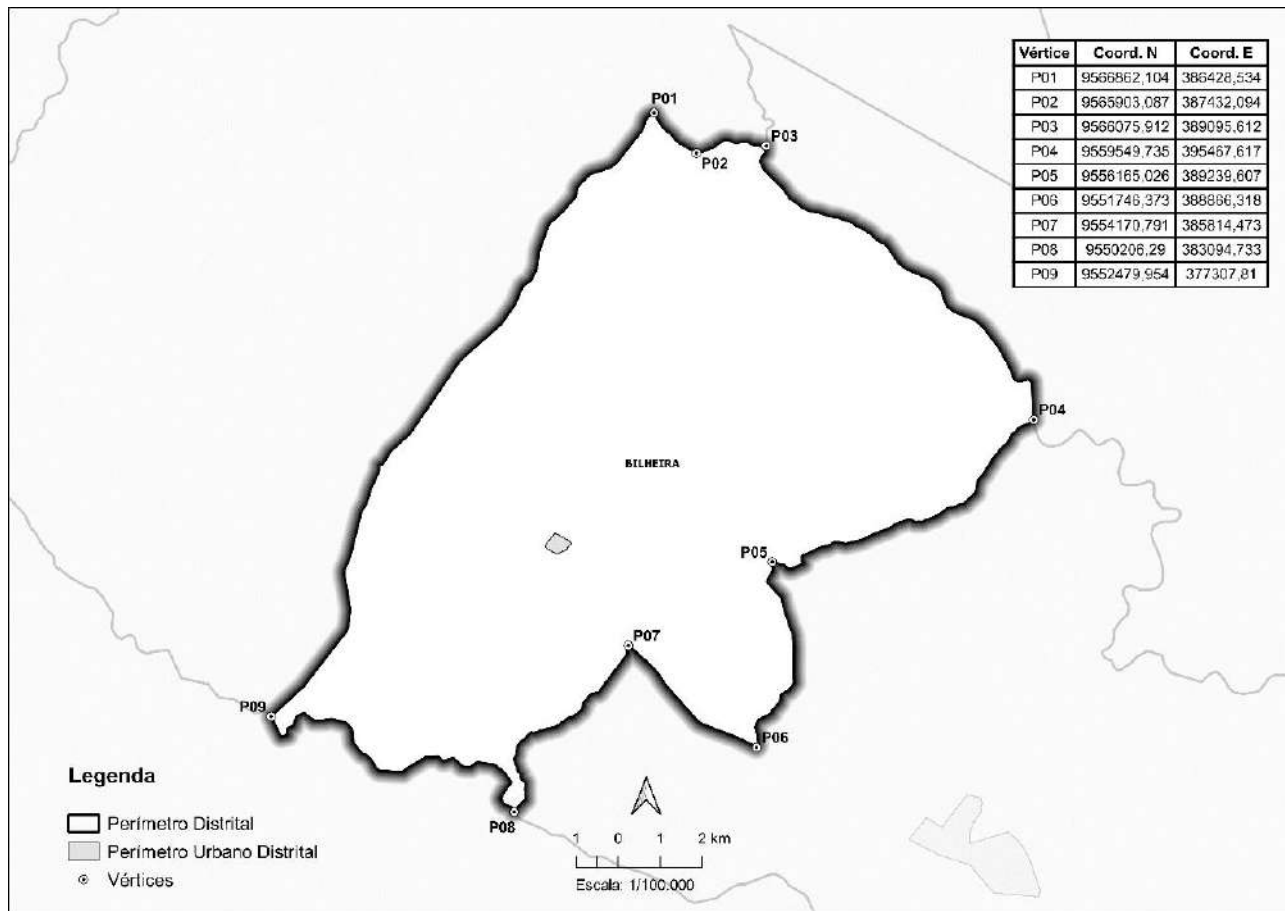 Vértice Coord. N Coord. E
P01 9566862,104 386428,534
P02 9565903,087 387432,094
P03 9566075,912 389095,612
P04 9559549,735 395467,617
P05 9556165,026 389239,607
P06 9551746,373 388866,318
P07 9554170,791 385814,473
P08 9550206,29 383094,733
P09 9552479,954 377307,81
P01
P03
P02
P04
BILHEIRA
P05
P07
P09
P06
P08
Legenda
Perímetro Distrital
Perímetro Urbano Distrital
Vértices
1 0 1 2 km
Escala: 1/100.000